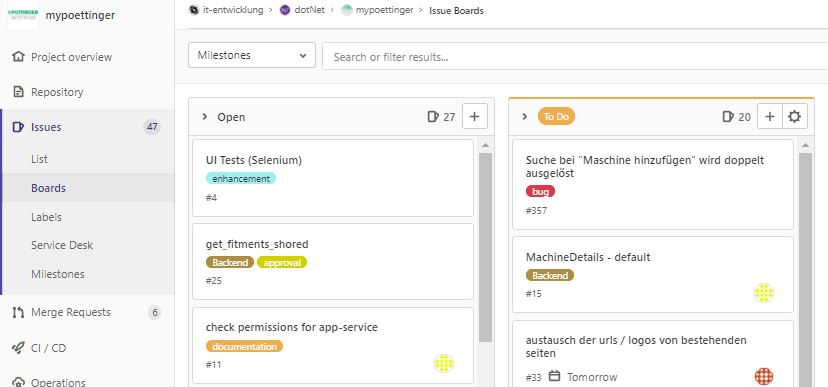 PÖTTINGER
mypoettinger
it-entwicklung > dotNet > mypoettinger > Issue Boards
Project overview
Repository
Issues 47
List
Boards
Labels
Service Desk
Milestones
Merge Requests 6
CI / CD
Operations
Milestones
Search or filter results...
Open 27
UI Tests (Selenium)
enhancement
#4
get_fitments_shored
Backend approval
#25
check permissions for app-service
documentation
#11
To Do 20
Suche bei "Maschine hinzufügen" wird doppelt
ausgelöst
bug
#357
MachineDetails - default
Backend
#15
austausch der urls / logos von bestehenden
seiten
#33 Tomorrow